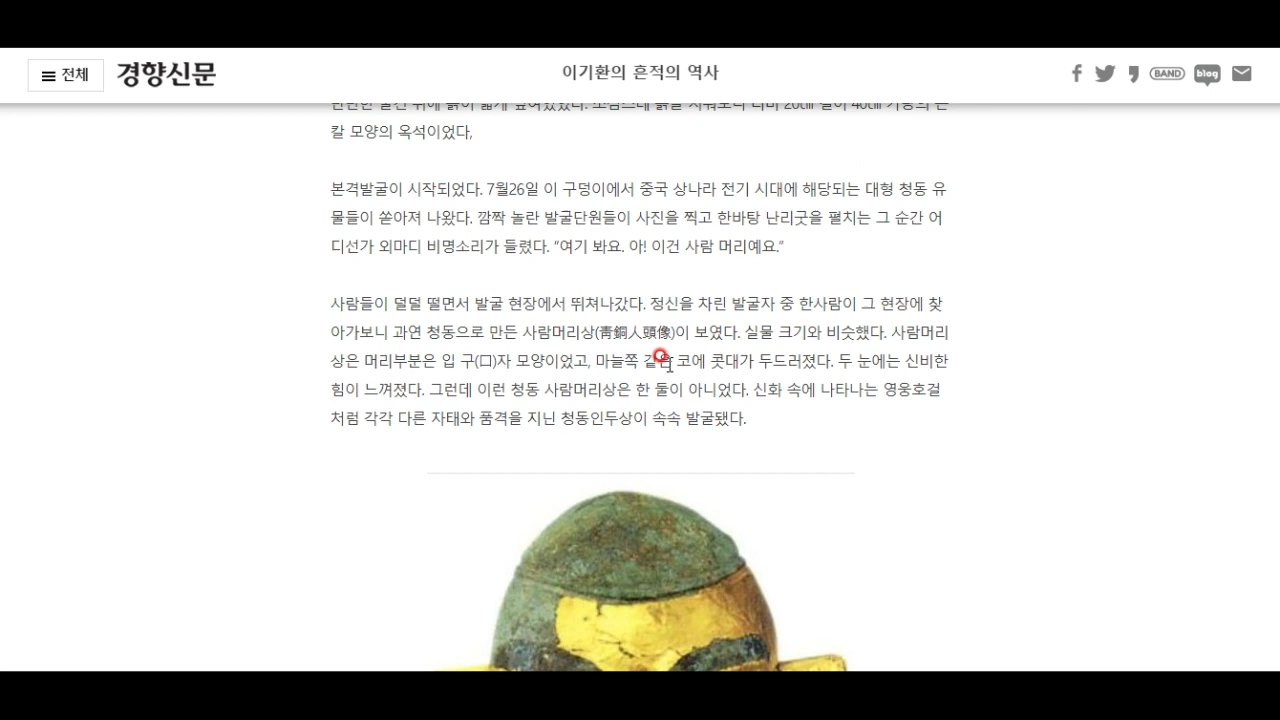 전체
경향신문
이기환의 흔적의 역사
BAND
blog
칼 모양의 옥석이었다,
본격발굴이 시작되었다. 7월26일 이 구덩이에서 중국 상나라 전기 시대에 해당되는 대형 청동 유
물들이 쏟아져 나왔다. 깜짝 놀란 발굴단원들이 사진을 찍고 한바탕 난리굿을 펼치는 그 순간 어
디선가 외마디 비명소리가 들렸다. "여기 봐요. 아! 이건 사람 머리예요."
사람들이 덜덜 떨면서 발굴 현장에서 뛰쳐나갔다. 정신을 차린 발굴자 중 한사람이 그 현장에 찾
아가보니 과연 청동으로 만든 사람머리상(靑銅人頭像)이 보였다. 실물 크기와 비슷했다. 사람머리
상은 머리부분은 입 구(口)자 모양이었고, 마늘쪽 같은 코에 콧대가 두드러졌다. 두 눈에는 신비한
힘이 느껴졌다. 그런데 이런 청동 사람머리상은 한 둘이 아니었다. 신화 속에 나타나는 영웅호걸
처럼 각각 다른 자태와 품격을 지닌 청동인두상이 속속 발굴됐다.